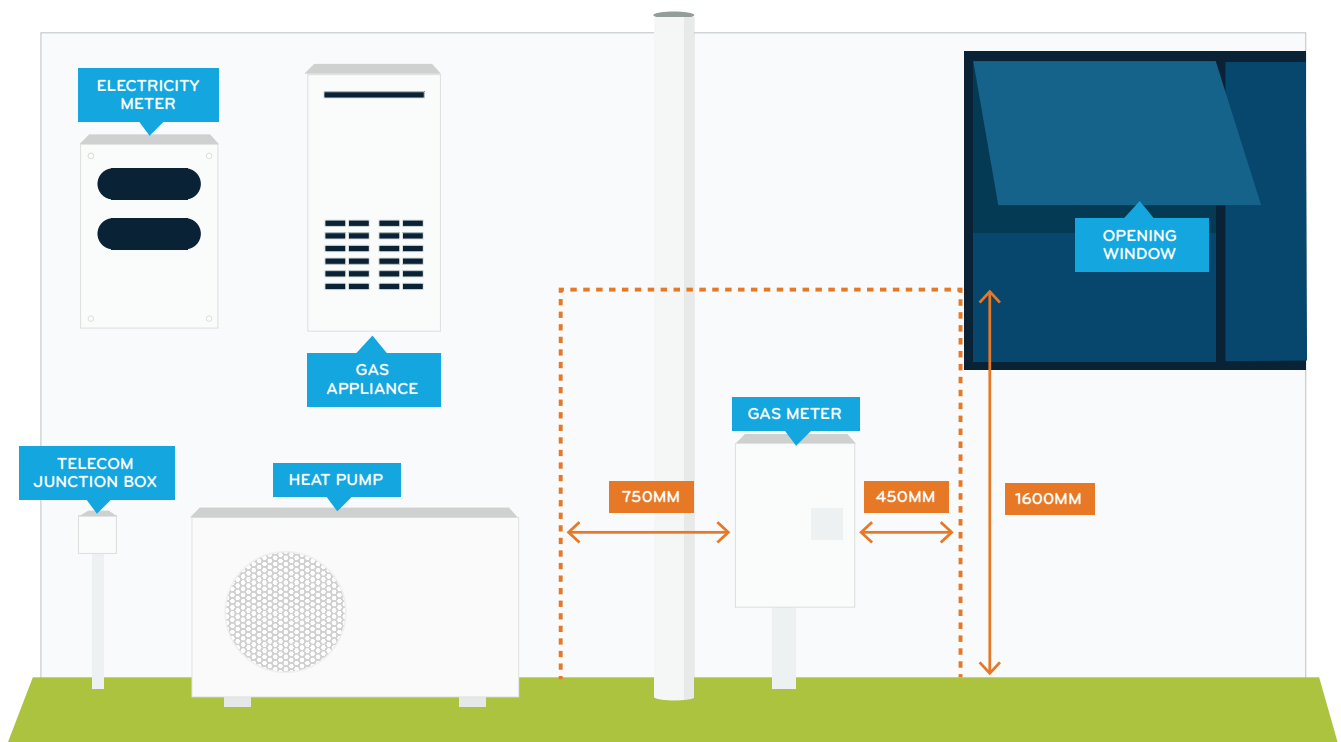 ELECTRICITY
METER
GAS
APPLIANCE
OPENING
WINDOW
TELECOM
JUNCTION BOX
HEAT PUMP
GAS METER
750MM
450MM
1600MM